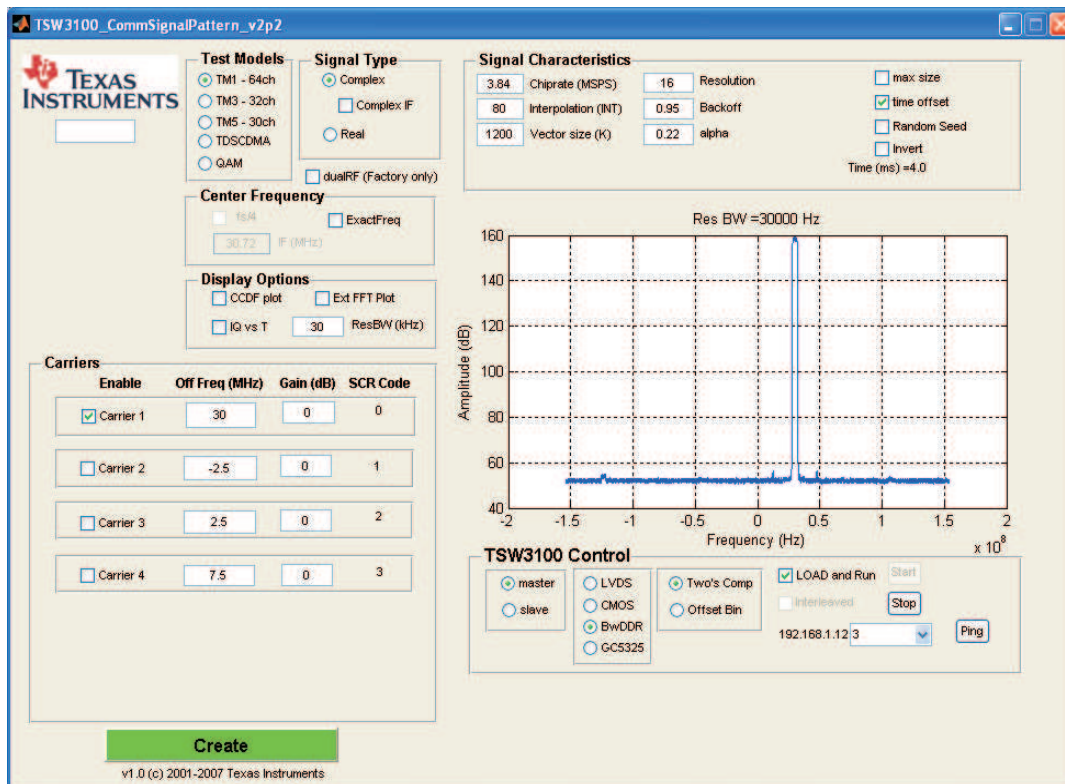 TSW3100_CommSignalPattern_v2p2
TEXAS
INSTRUMENTS
Test Models
TM1 - 64ch
TM3 - 32ch
TM5 - 30ch
TDSCDMA
QAM
Signal Type
Complex
Complex IF
Real
dualRF (Factory only)
Signal Characteristics
3.84 Chiprate (MSPS)
80 Interpolation (INT)
1200 Vector size (K)
16 Resolution
0.95 Backoff
0.22 alpha
max size
time offset
Random Seed
Invert
Time (ms) =4.0
Center Frequency
fs/4
ExactFreq
30.72 IF (MHz)
Display Options
CCDF plot
Ext FFT Plot
IQ vs T
30 ResBW (kHz)
Carriers
Enable Off Freq (MHz) Gain (dB) SCR Code
Carrier 1 30 0 0
Carrier 2 -2.5 0 1
Carrier 3 2.5 0 2
Carrier 4 7.5 0 3
Create
v1.0 (c) 2001-2007 Texas Instruments
Res BW =30000 Hz
Amplitude (dB)
160
140
120
100
80
60
40
-2 -1.5 -1 -0.5 0 0.5 1 1.5 2
Frequency (Hz)
x 10^8
TSW3100 Control
master
slave
LVDS
CMOS
BwDDR
GC5325
Two's Comp
Offset Bin
LOAD and Run
Start
Interleaved
Stop
192.168.1.12 3
Ping